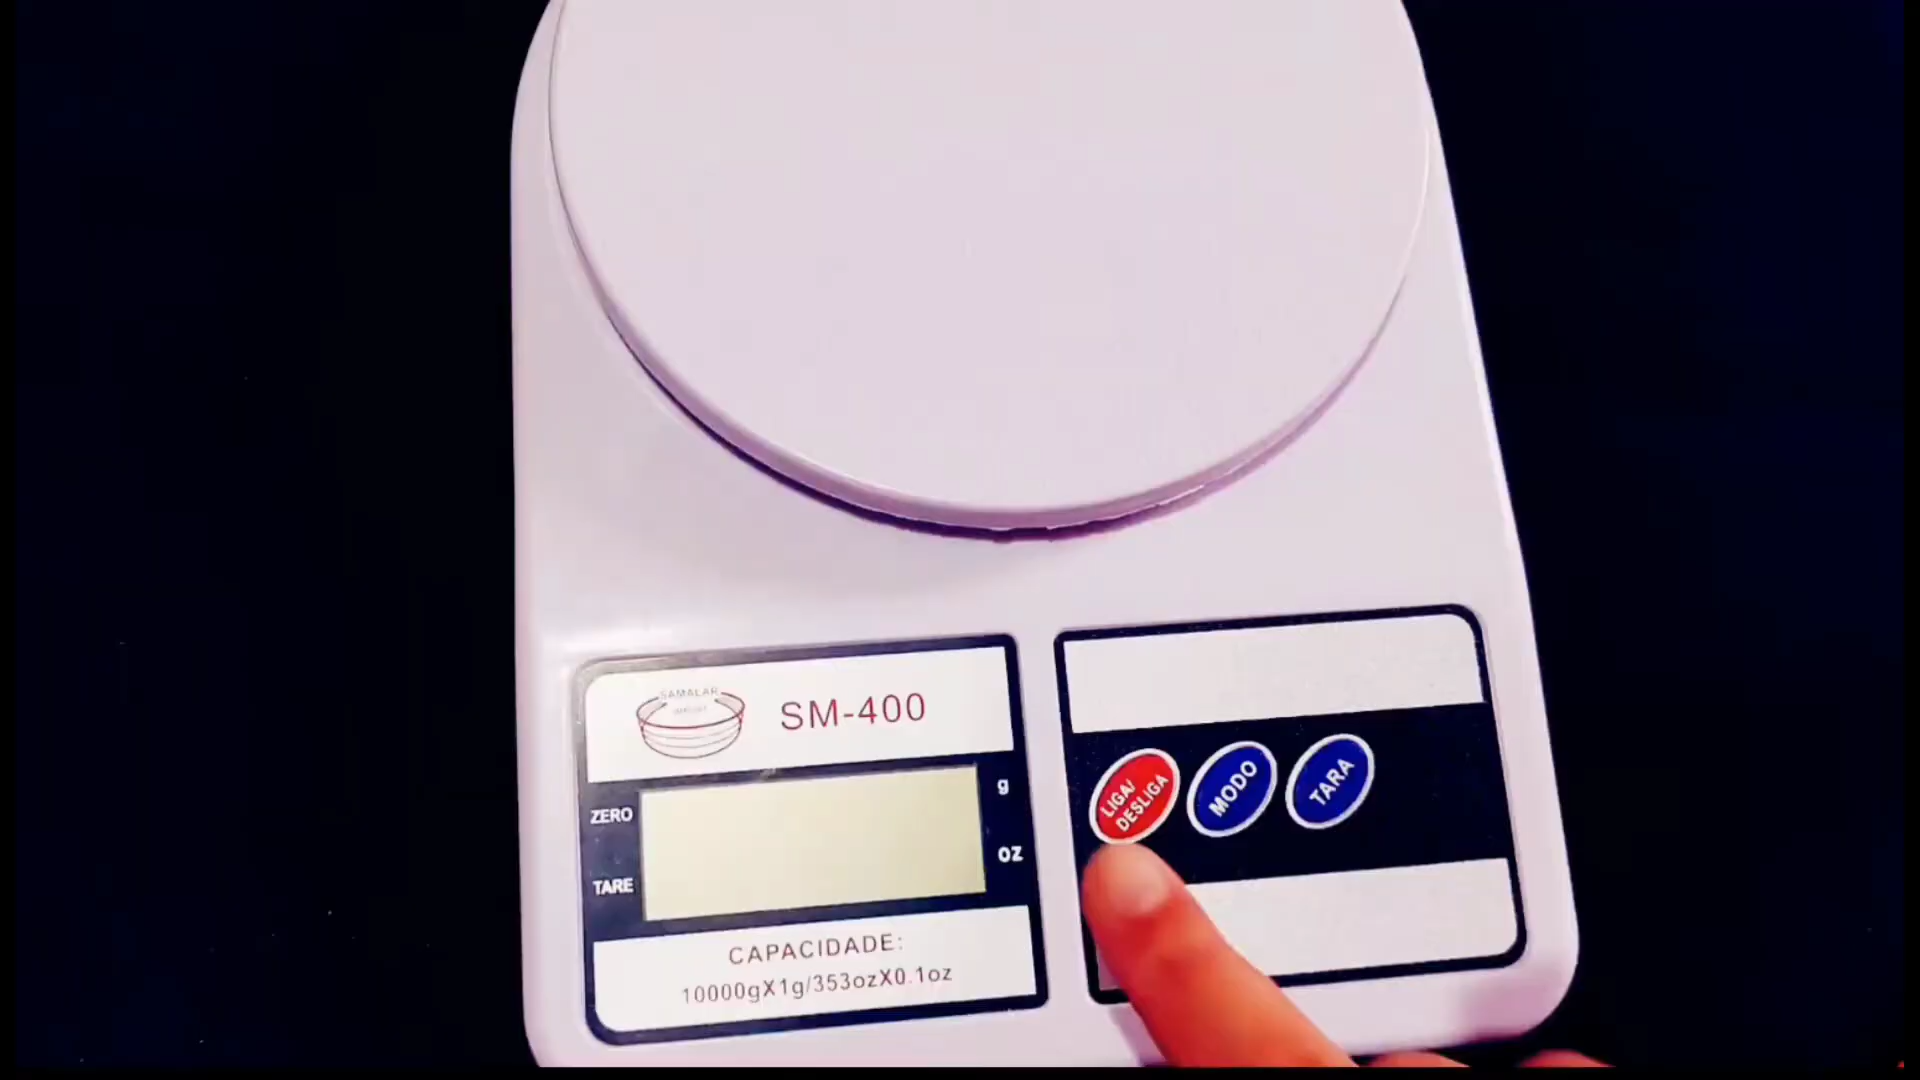 SAMALAR
SM-400
ZERO
TARE
g
oz
CAPACIDADE:
10000gX1g/353ozX0.1oz
LIGA/
DESLIGA
MODO
TARA